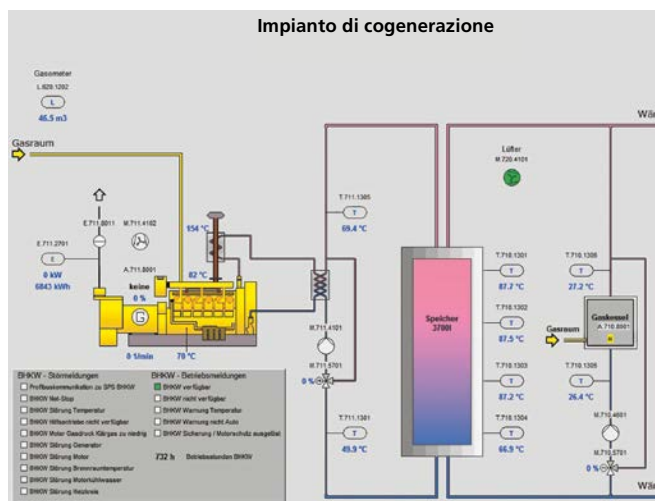 Impianto di cogenerazione
Gasometer
L.620.1202
L
46.5 m3
Gasraum
Wär
Lüfter
M.720.4101
E.711.8011
M.711.4102
154 °C
T.711.1305
T
69.4 °C
E.711.2701
E
0 kW
6843 kWh
A.711.8001
keine
0 %
82 °C
G
0 1/min
70 °C
M.711.4101
M.711.5701
0 %
T.711.1301
T
49.9 °C
Speicher
3700l
T.710.1301
T
87.7 °C
T.710.1302
T
87.5 °C
T.710.1303
T
87.2 °C
T.710.1304
T
66.9 °C
T.710.1306
T
27.2 °C
Gaskessel
A.710.8001
Gasraum
T.710.1305
T
26.4 °C
M.710.4601
M.710.5701
0 %
Wär
BHKW - Störmeldungen
Profibuskommunikation zu SPS BHKW
BHKW Not-Stop
BHKW Störung Temperatur
BHKW Hilfsantriebe nicht verfügbar
BHKW Motor Gasdruck Klärgas zu niedrig
BHKW Störung Generator
BHKW Störung Motor
BHKW Störung Brennraumtemperatur
BHKW Störung Motorkühlwasser
BHKW Störung Heizkreis
BHKW - Betriebsmeldungen
BHKW verfügbar
BHKW nicht verfügbar
BHKW Warnung Temperatur
BHKW Warnung nicht Auto
BHKW Sicherung / Motorschutz ausgelöst
732 h Betriebsstunden BHKW